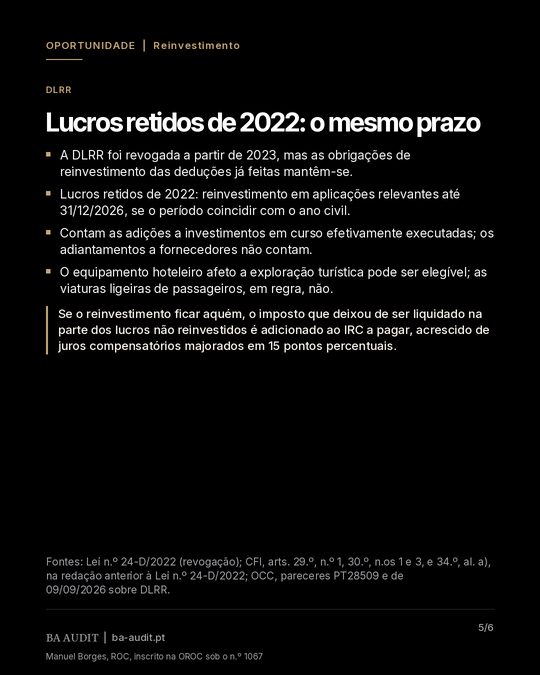 OPORTUNIDADE | Reinvestimento
DLRR
Lucros retidos de 2022: o mesmo prazo
A DLRR foi revogada a partir de 2023, mas as obrigações de
reinvestimento das deduções já feitas mantêm-se.
Lucros retidos de 2022: reinvestimento em aplicações relevantes até
31/12/2026, se o período coincidir com o ano civil.
Contam as adições a investimentos em curso efetivamente executadas; os
adiantamentos a fornecedores não contam.
O equipamento hoteleiro afeto a exploração turística pode ser elegível; as
viaturas ligeiras de passageiros, em regra, não.
Se o reinvestimento ficar aquém, o imposto que deixou de ser liquidado na
parte dos lucros não reinvestidos é adicionado ao IRC a pagar, acrescido de
juros compensatórios majorados em 15 pontos percentuais.
Fontes: Lei n.º 24-D/2022 (revogação); CFI, arts. 29.º, n.º 1, 30.º, n.os 1 e 3, e 34.º, al. a),
na redação anterior à Lei n.º 24-D/2022; OCC, pareceres PT28509 e de
09/09/2026 sobre DLRR.
5/6
BA AUDIT | ba-audit.pt
Manuel Borges, ROC, inscrito na OROC sob o n.º 1067